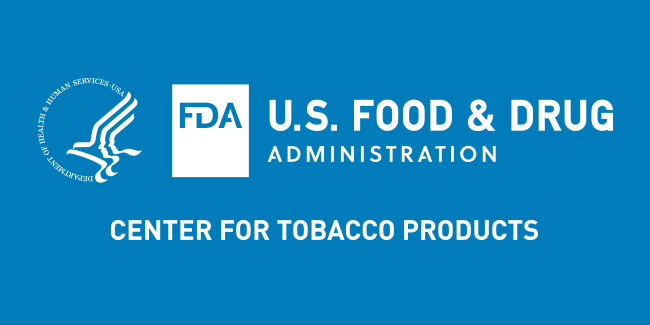 DEPARTMENT OF HEALTH & HUMAN SERVICES · USA
FDA
U.S. FOOD & DRUG
ADMINISTRATION
CENTER FOR TOBACCO PRODUCTS